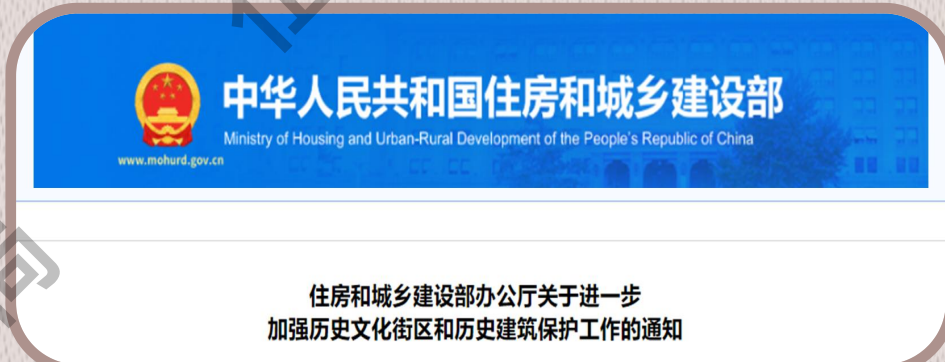 中华人民共和国住房和城乡建设部
Ministry of Housing and Urban-Rural Development of the People's Republic of China
www.mohurd.gov.cn
住房和城乡建设部办公厅关于进一步
加强历史文化街区和历史建筑保护工作的通知